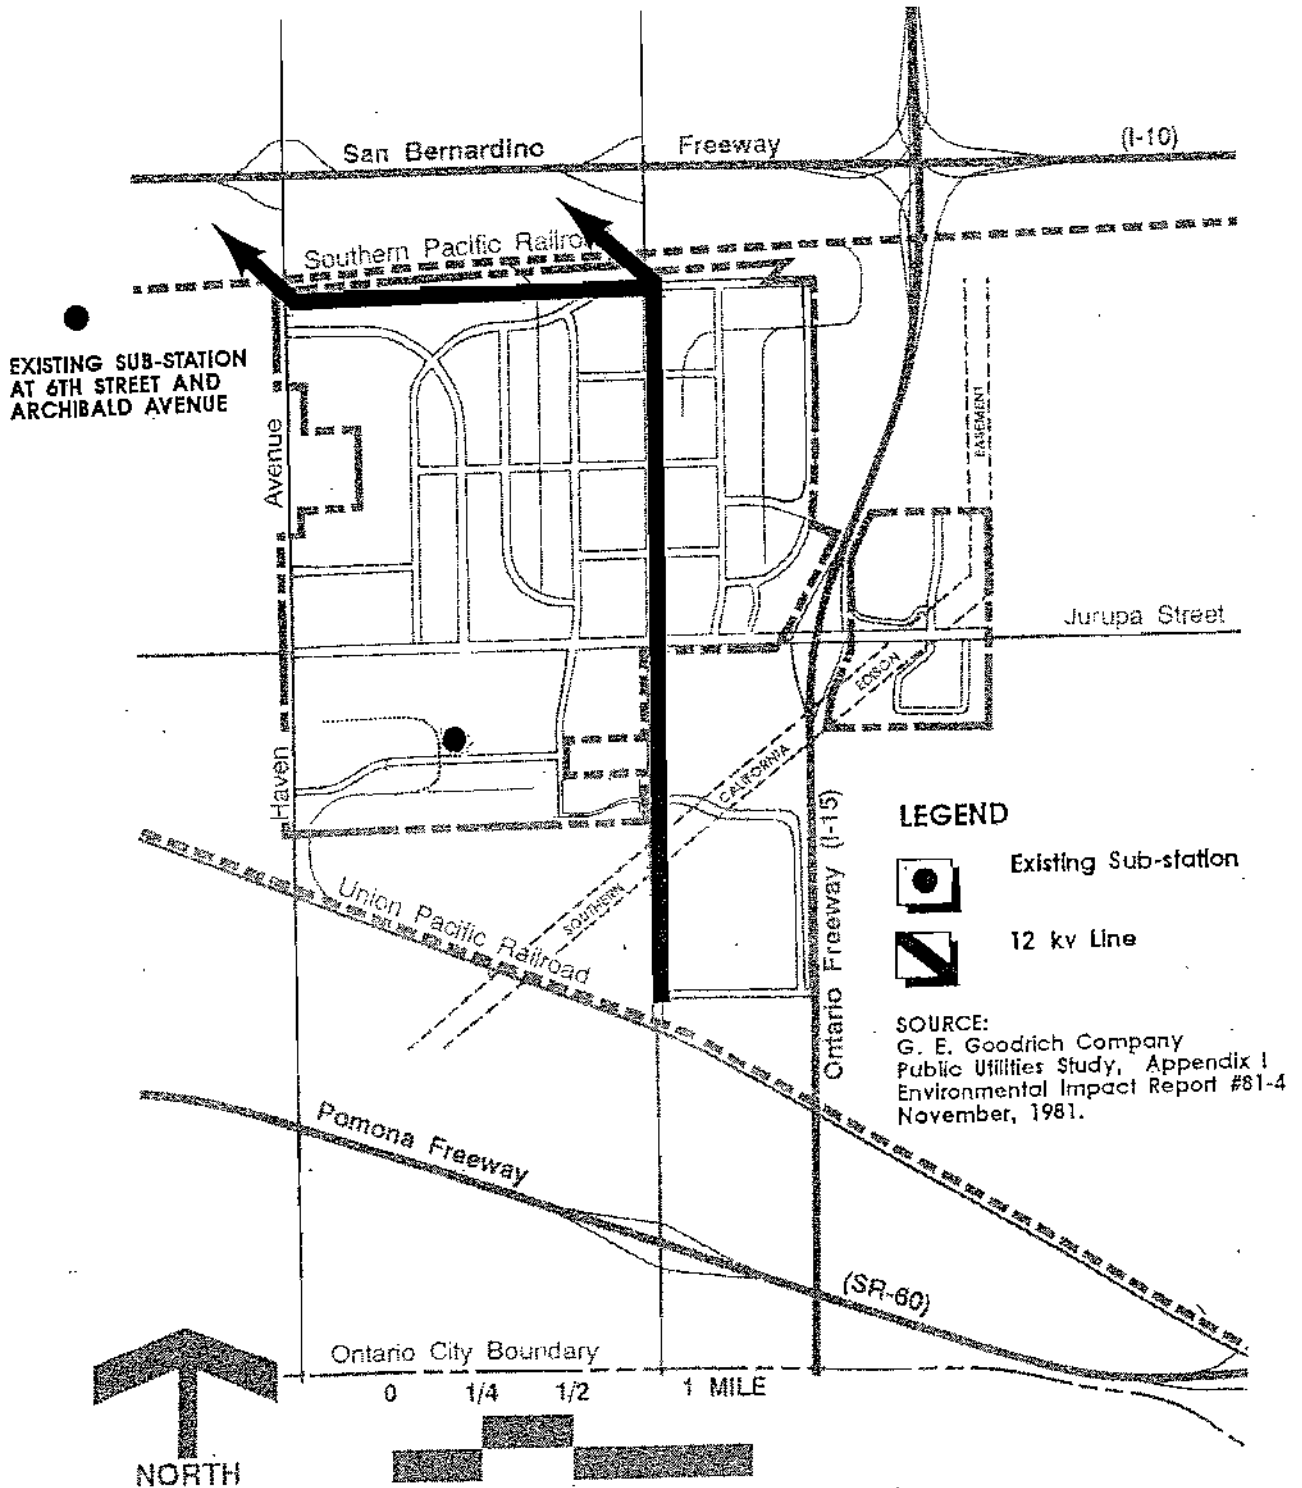 San Bernardino Freeway (I-10)
Southern Pacific Railroad
EXISTING SUB-STATION
AT 6TH STREET AND
ARCHIBALD AVENUE
Avenue
EASEMENT
Jurupa Street
EDISON
Haven
CALIFORNIA
SOUTHERN
Ontario Freeway (I-15)
LEGEND
Existing Sub-station
12 kv Line
Union Pacific Railroad
SOURCE:
G. E. Goodrich Company
Public Utilities Study, Appendix I
Environmental Impact Report #81-4
November, 1981.
Pomona Freeway
(SR-60)
Ontario City Boundary
0 1/4 1/2 1 MILE
NORTH